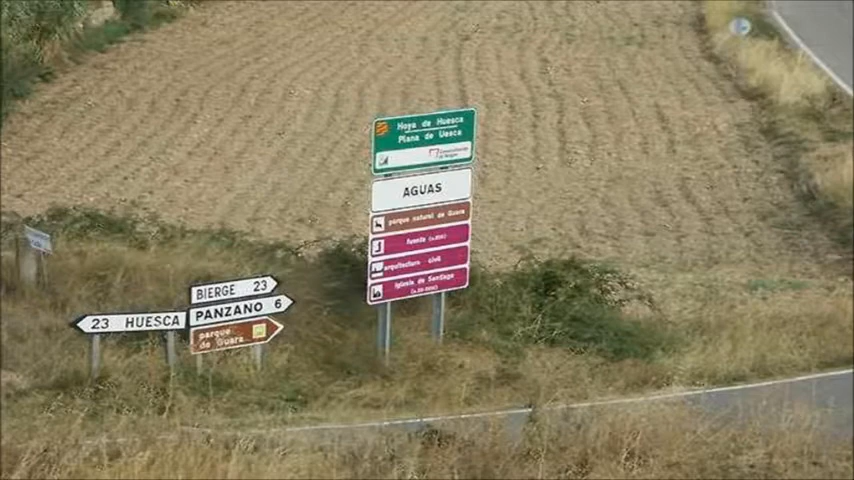 Hoya de Huesca
Plana de Uesca
AGUAS
parque natural de Guara
fuente
arquitectura civil
Iglesia de Santiago
BIERGE 23
PANZANO 6
23 HUESCA
parque
de Guara